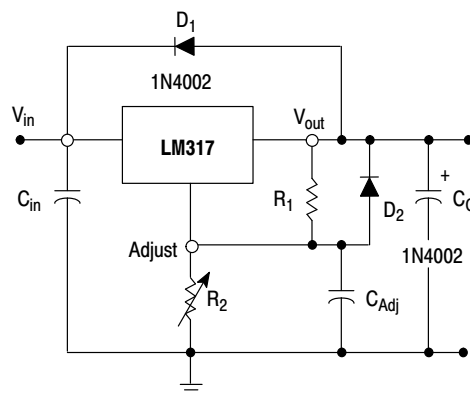 D1
1N4002
Vin
LM317
Vout
Cin
R1
D2
+
CO
1N4002
Adjust
R2
CAdj